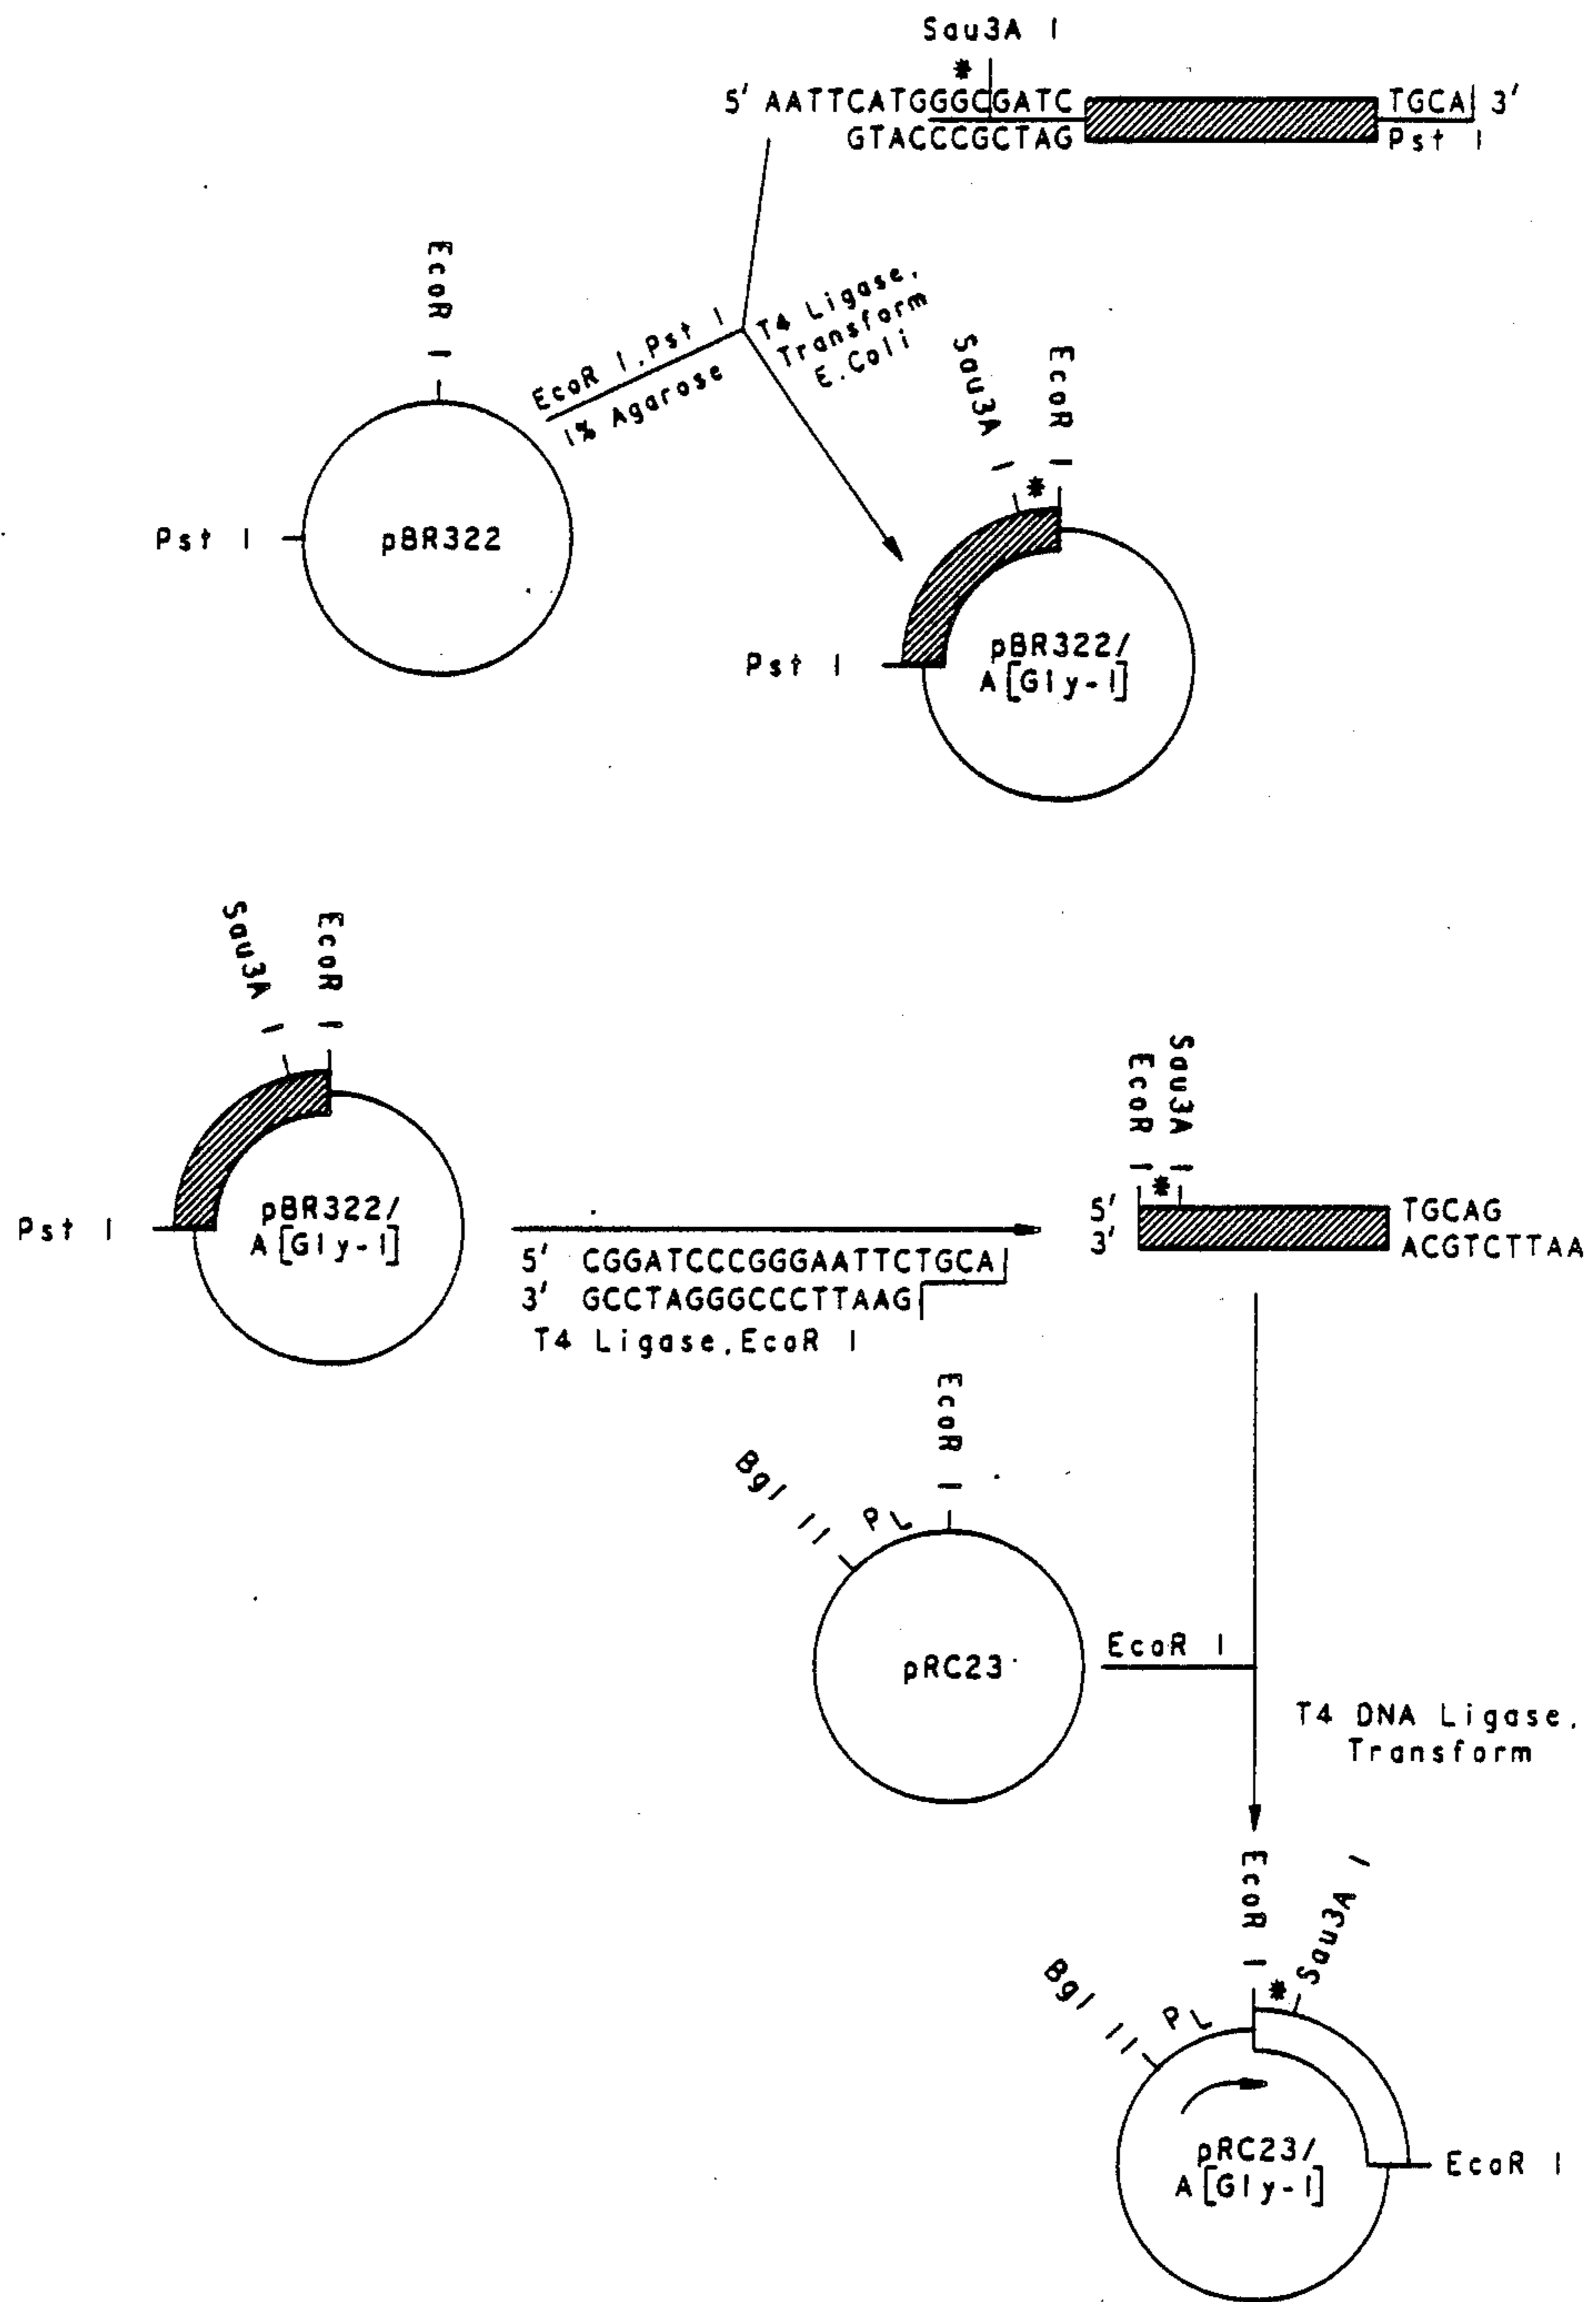 Sau3A I
*
5' AATTCATGGGCGATC TGCA 3'
GTACCCGCTAG Pst I
EcoR I
EcoR I, Pst I
1% Agarose
T4 Ligase,
Transform
E.Coli
Sau3A I
EcoR I
*
Pst I
pBR322
Pst I
pBR322/
A[Gly-1]
Sau3A I
EcoR I
EcoR I
Sau3A I
*
Pst I
pBR322/
A[Gly-1]
5' CGGATCCCGGGAATTCTGCA
3' GCCTAGGGCCCTTAAG
T4 Ligase, EcoR I
5' TGCAG
3' ACGTCTTAA
EcoR I
Bgl II
PL
pRC23
EcoR I
T4 DNA Ligase,
Transform
EcoR I
Sau3A I
*
Bgl II
PL
pRC23/
A[Gly-1]
EcoR I